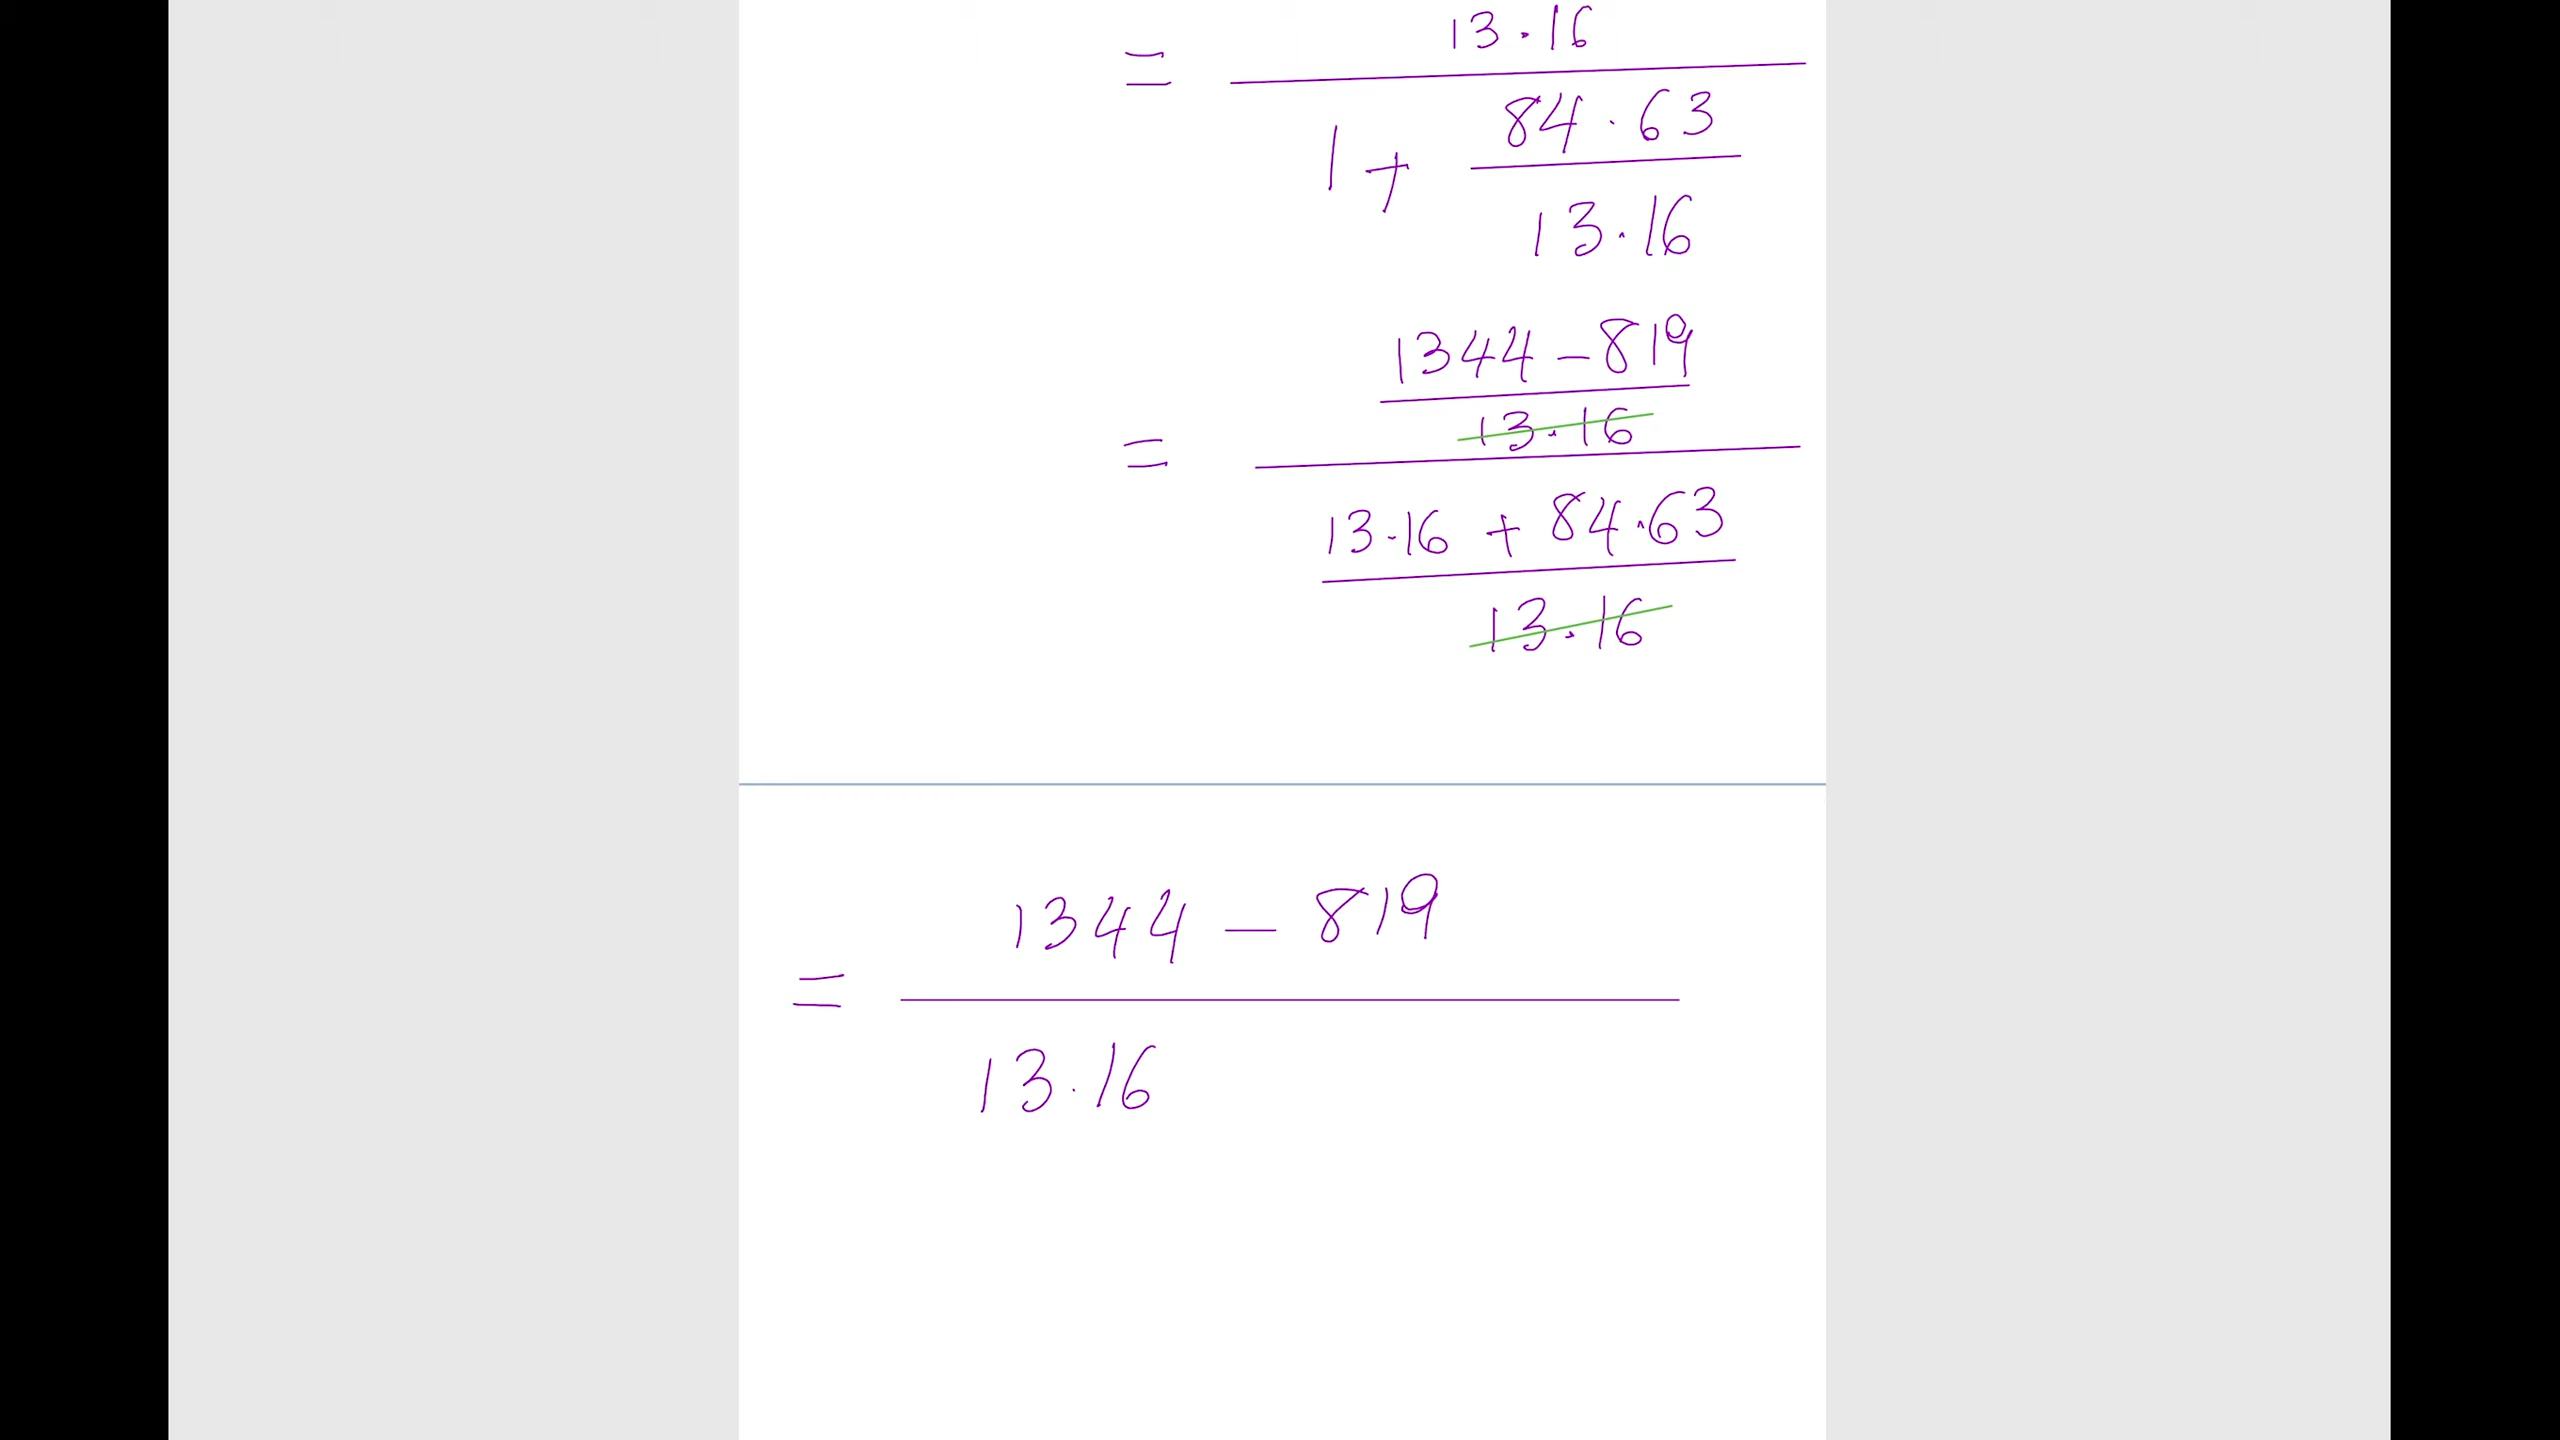 13.16
=
1 + 84.63
13.16
1344 - 819
13.16
=
13.16 + 84.63
13.16
1344 - 819
=
13.16